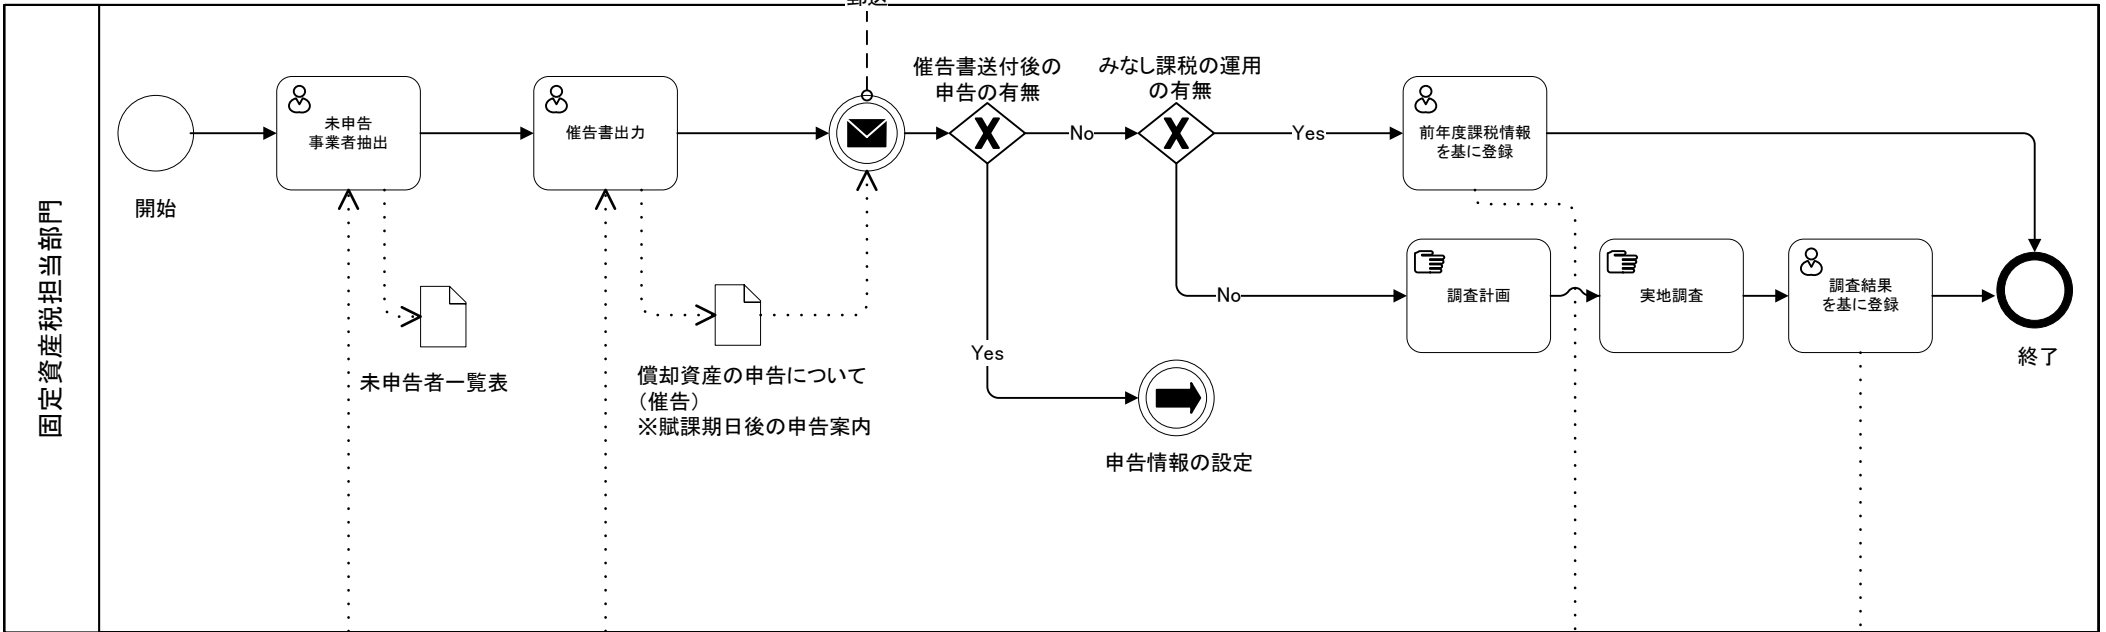 固定資産税担当部門
開始
未申告
事業者抽出
未申告者一覧表
催告書出力
償却資産の申告について
（催告）
※賦課期日後の申告案内
催告書送付後の
申告の有無
No
Yes
申告情報の設定
みなし課税の運用
の有無
Yes
No
前年度課税情報
を基に登録
調査計画
実地調査
調査結果
を基に登録
終了